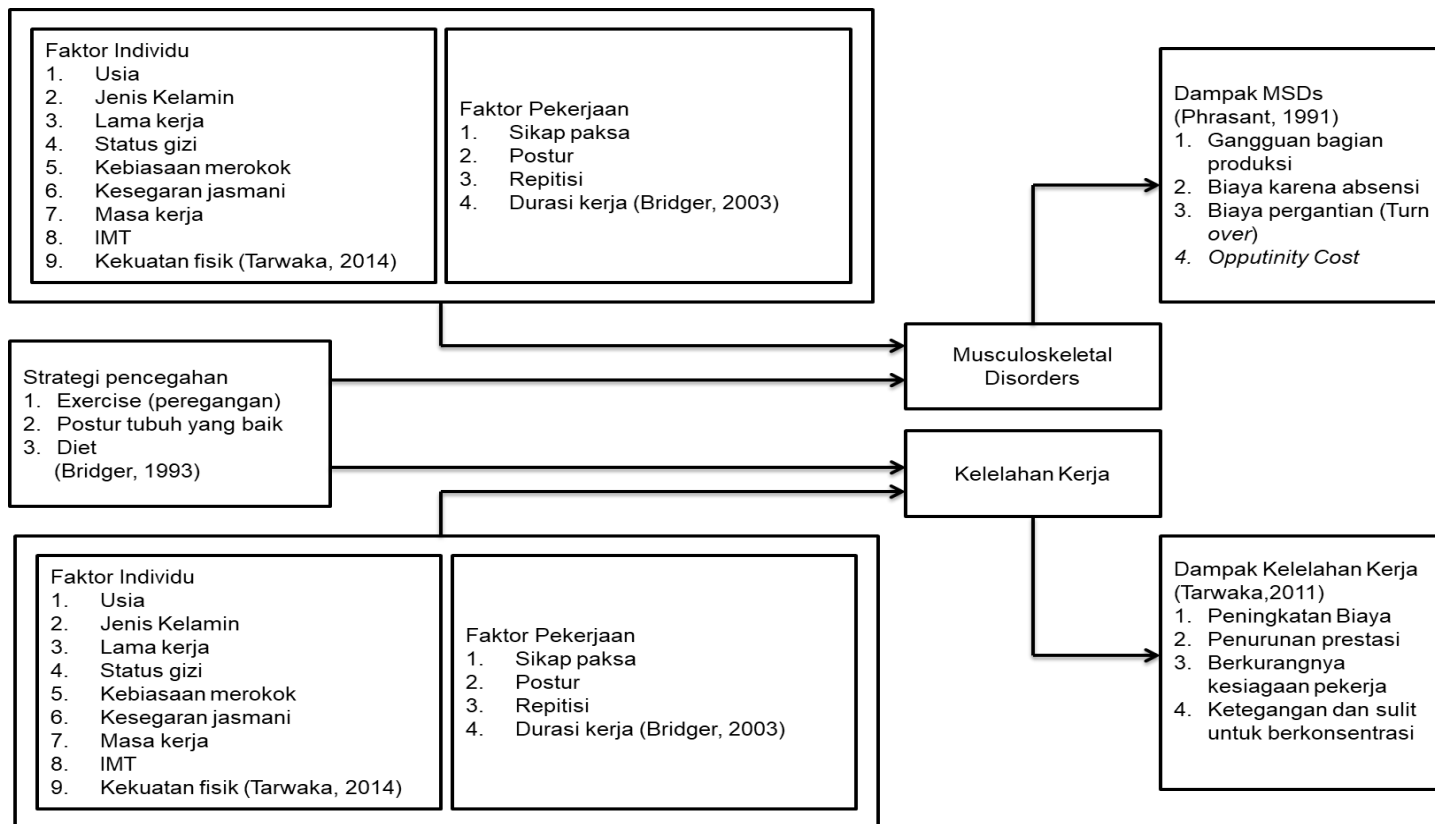 Faktor Individu
1. Usia
2. Jenis Kelamin
3. Lama kerja
4. Status gizi
5. Kebiasaan merokok
6. Kesegaran jasmani
7. Masa kerja
8. IMT
9. Kekuatan fisik (Tarwaka, 2014)
Faktor Pekerjaan
1. Sikap paksa
2. Postur
3. Repitisi
4. Durasi kerja (Bridger, 2003)
Dampak MSDs
(Phrasant, 1991)
1. Gangguan bagian
produksi
2. Biaya karena absensi
3. Biaya pergantian (Turn
over)
4. Opputinity Cost
Musculoskeletal
Disorders
Strategi pencegahan
1. Exercise (peregangan)
2. Postur tubuh yang baik
3. Diet
(Bridger, 1993)
Kelelahan Kerja
Faktor Individu
1. Usia
2. Jenis Kelamin
3. Lama kerja
4. Status gizi
5. Kebiasaan merokok
6. Kesegaran jasmani
7. Masa kerja
8. IMT
9. Kekuatan fisik (Tarwaka, 2014)
Faktor Pekerjaan
1. Sikap paksa
2. Postur
3. Repitisi
4. Durasi kerja (Bridger, 2003)
Dampak Kelelahan Kerja
(Tarwaka,2011)
1. Peningkatan Biaya
2. Penurunan prestasi
3. Berkurangnya
kesiagaan pekerja
4. Ketegangan dan sulit
untuk berkonsentrasi